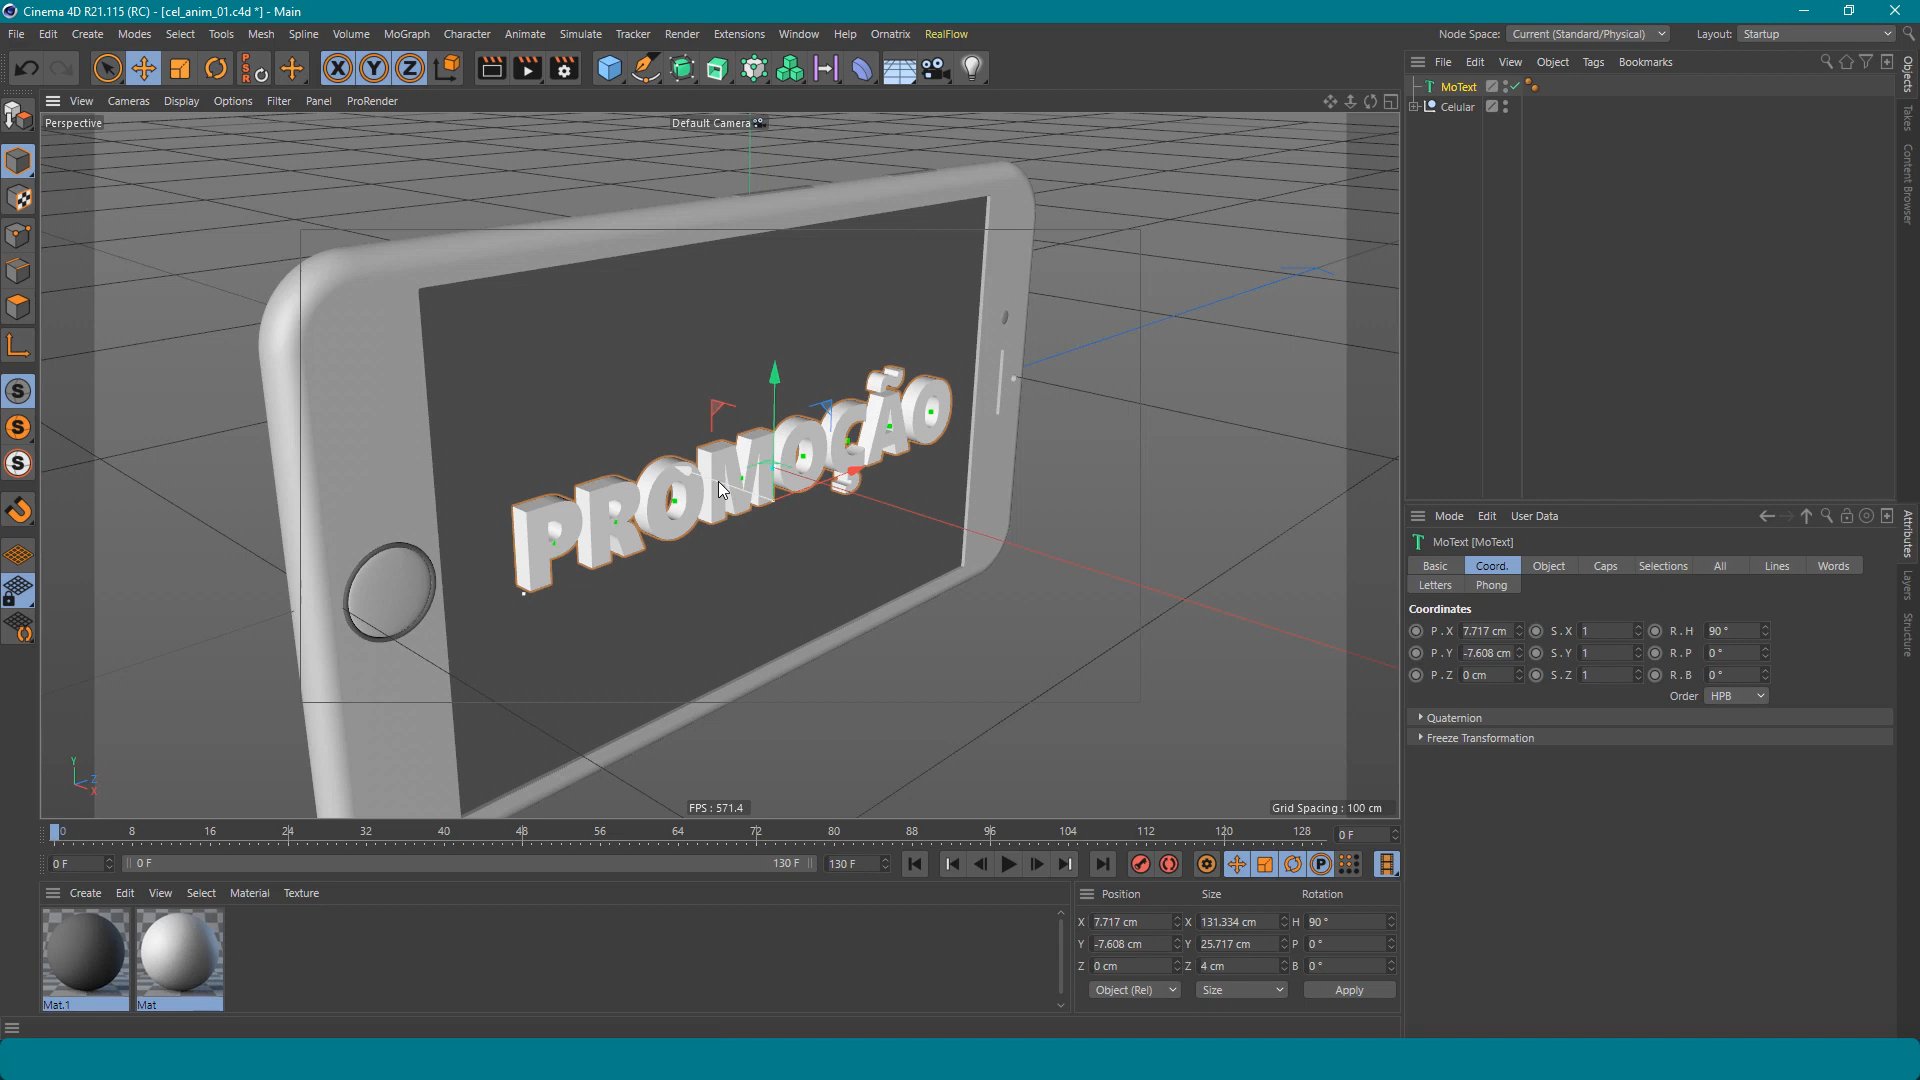 Cinema 4D R21.115 (RC) - [cel_anim_01.c4d *] - Main
File Edit Create Modes Select Tools Mesh Spline Volume MoGraph Character Animate Simulate Tracker Render Extensions Window Help Ornatrix RealFlow
Node Space: Current (Standard/Physical) Layout: Startup
P S R X Y Z
View Cameras Display Options Filter Panel ProRender
Perspective
Default Camera
PROMOÇÃO
Y Z X
FPS : 571.4
Grid Spacing : 100 cm
S
S
S
File Edit View Object Tags Bookmarks
MoText
Celular
Objects
Takes
Content Browser
Mode Edit User Data
MoText [MoText]
Basic Coord. Object Caps Selections All Lines Words
Letters Phong
Coordinates
P . X 7.717 cm S . X 1 R . H 90 °
P . Y -7.608 cm S . Y 1 R . P 0 °
P . Z 0 cm S . Z 1 R . B 0 °
Order HPB
Quaternion
Freeze Transformation
Attributes
Layers
Structure
0 8 16 24 32 40 48 56 64 72 80 88 96 104 112 120 128 0 F
0 F 0 F 130 F 130 F P
Create Edit View Select Material Texture
Mat.1 Mat
Position Size Rotation
X 7.717 cm X 131.334 cm H 90 °
Y -7.608 cm Y 25.717 cm P 0 °
Z 0 cm Z 4 cm B 0 °
Object (Rel) Size Apply